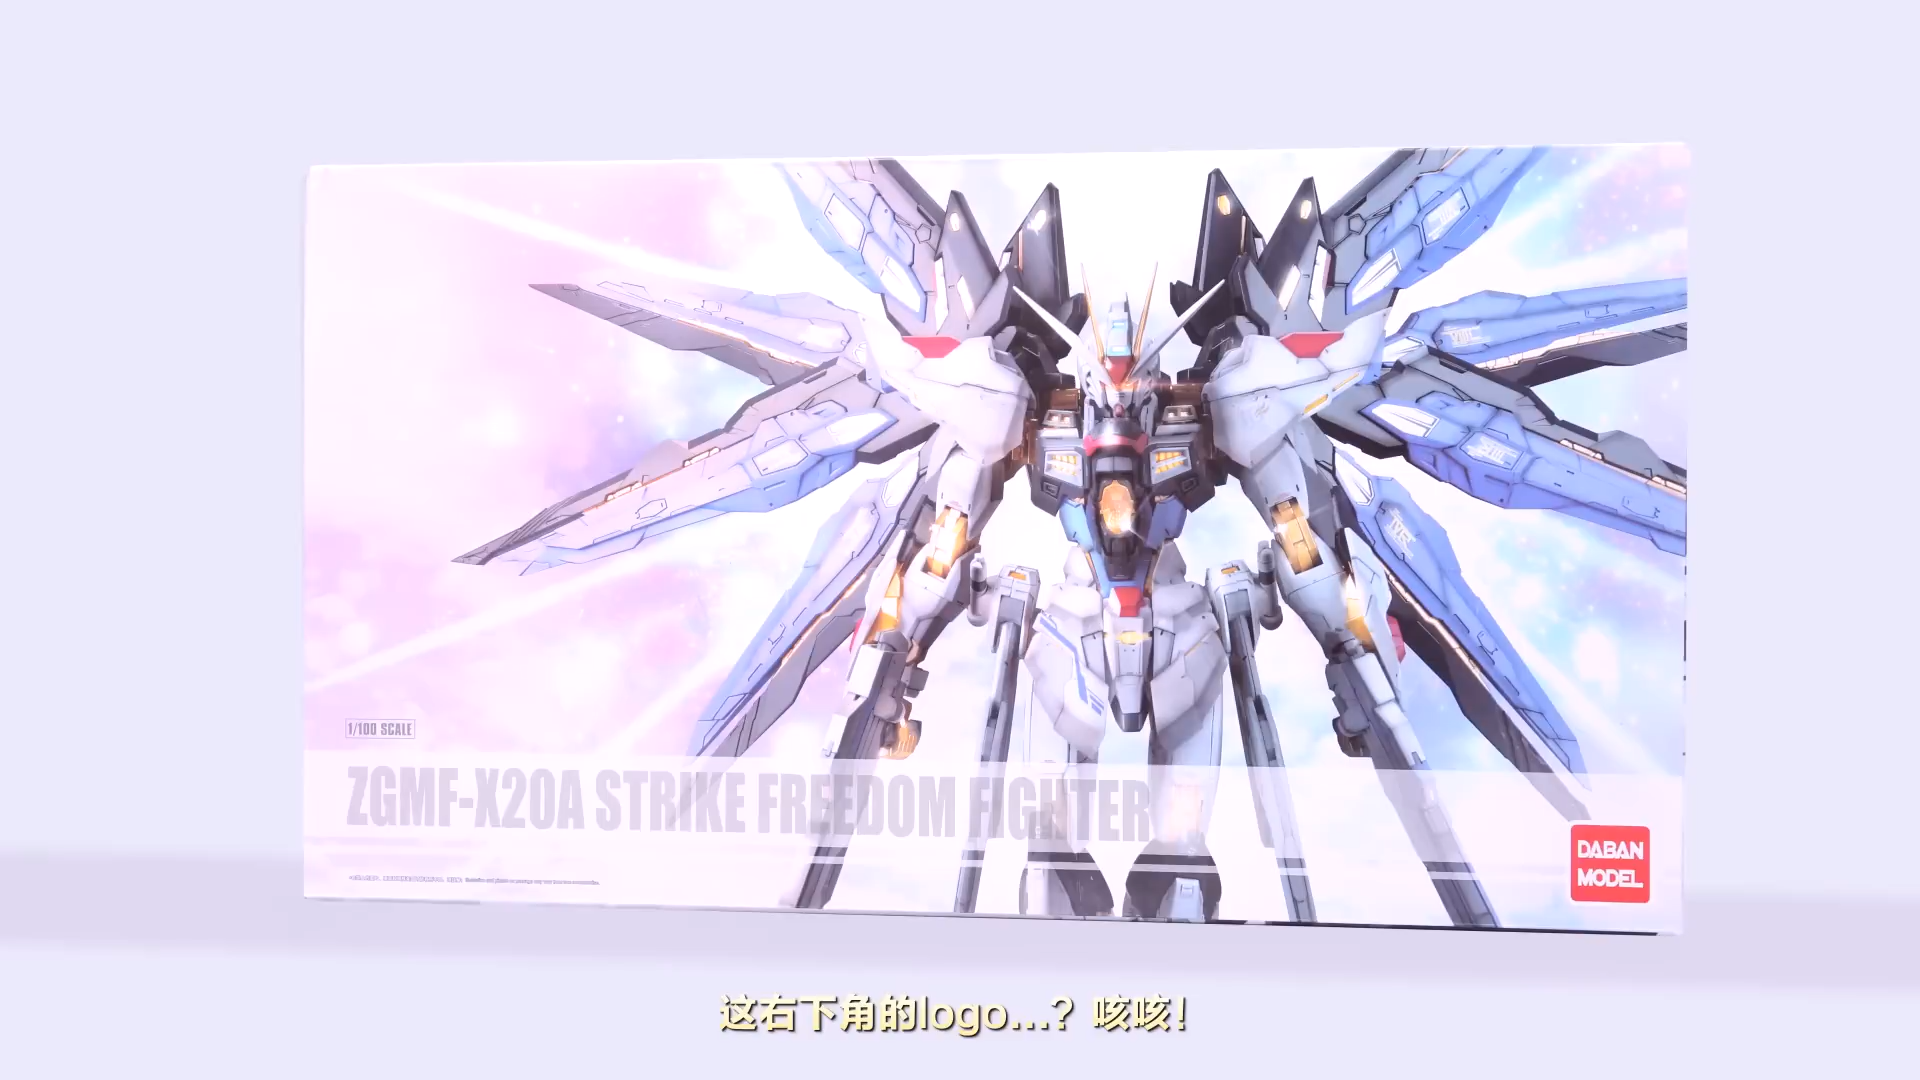 1/100 SCALE
ZGMF-X20A STRIKE FREEDOM FIGHTER
DABAN
MODEL
这右下角的logo...？咳咳！